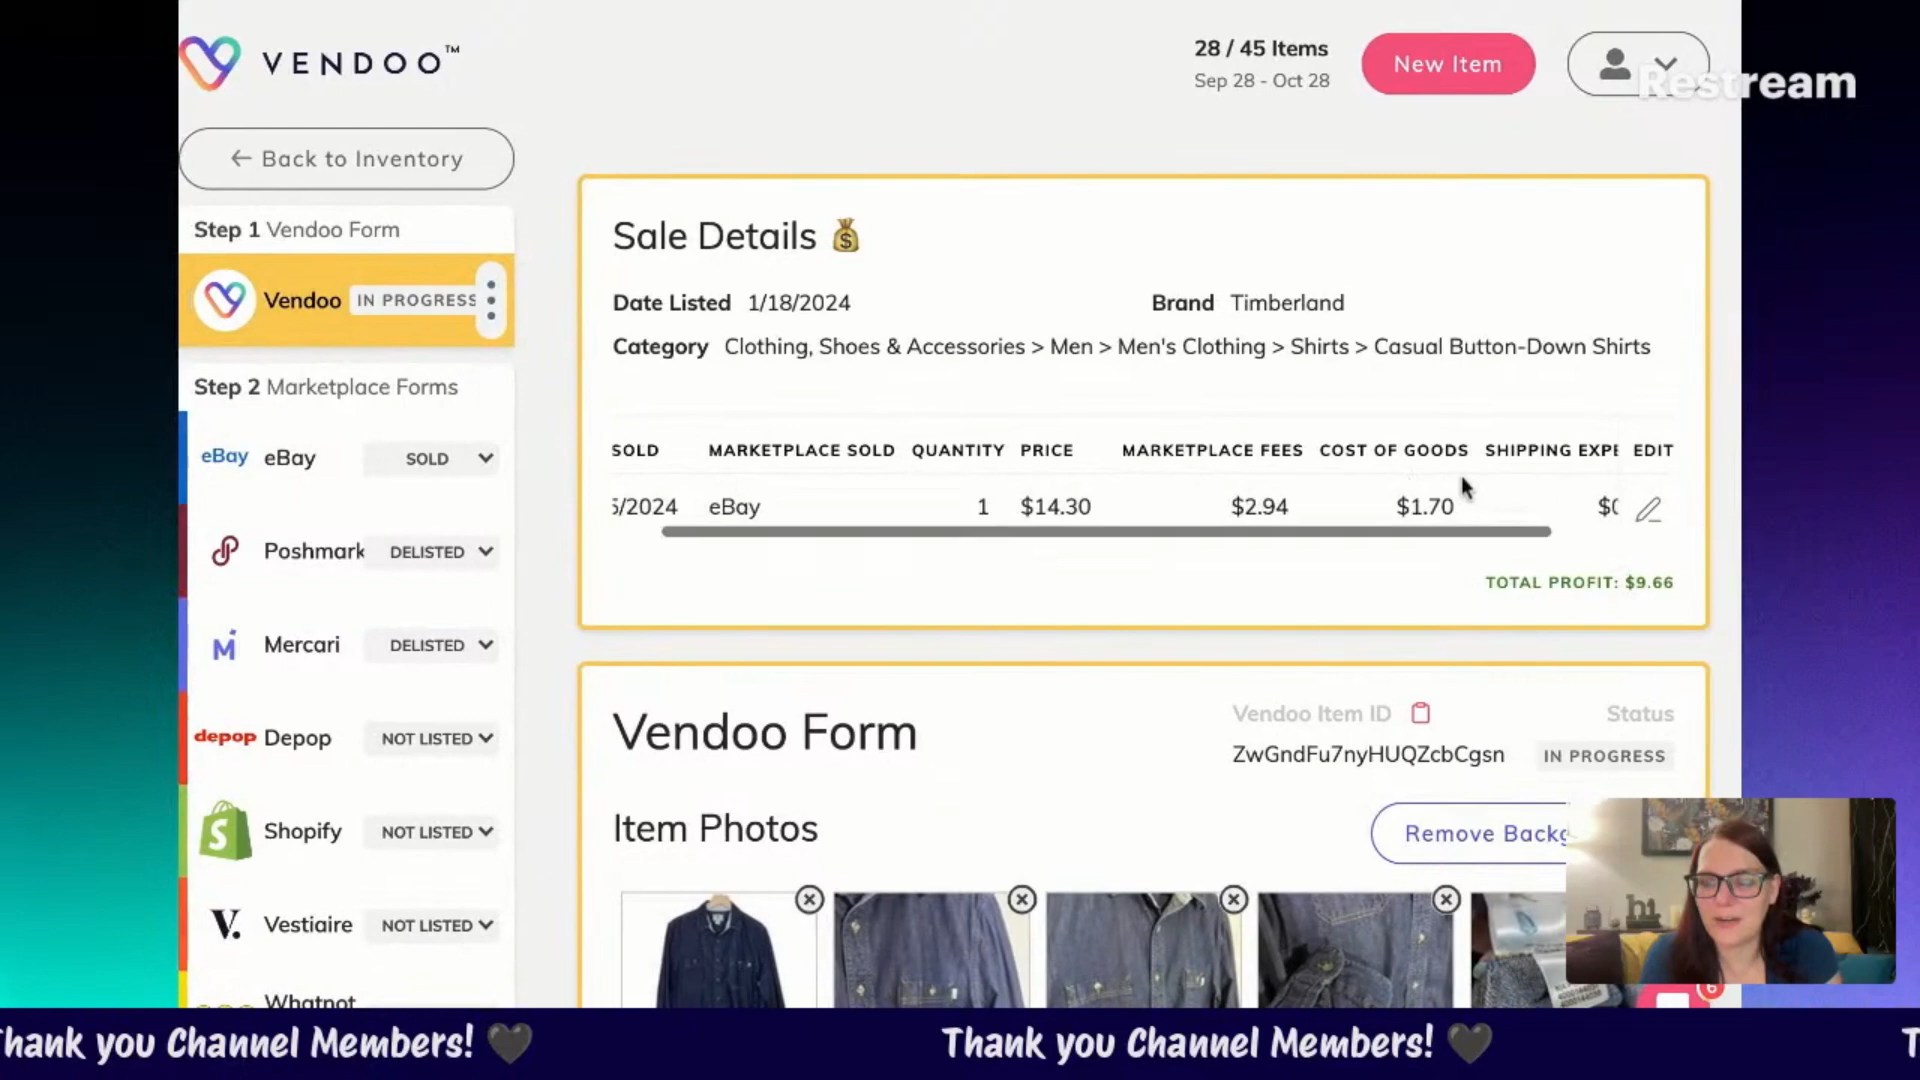 VENDOO™
28 / 45 Items
Sep 28 - Oct 28
New Item
Restream
← Back to Inventory
Step 1 Vendoo Form
Vendoo IN PROGRESS
Step 2 Marketplace Forms
eBay eBay SOLD
Poshmark DELISTED
Mercari DELISTED
depop Depop NOT LISTED
Shopify NOT LISTED
V. Vestiaire NOT LISTED
Whatnot
Sale Details
Date Listed 1/18/2024 Brand Timberland
Category Clothing, Shoes & Accessories > Men > Men's Clothing > Shirts > Casual Button-Down Shirts
SOLD MARKETPLACE SOLD QUANTITY PRICE MARKETPLACE FEES COST OF GOODS SHIPPING EXPE EDIT
5/2024 eBay 1 $14.30 $2.94 $1.70 $0
TOTAL PROFIT: $9.66
Vendoo Form
Vendoo Item ID Status
ZwGndFu7nyHUQZcbCgsn IN PROGRESS
Item Photos
Remove Backg
6
Thank you Channel Members! Thank you Channel Members! T